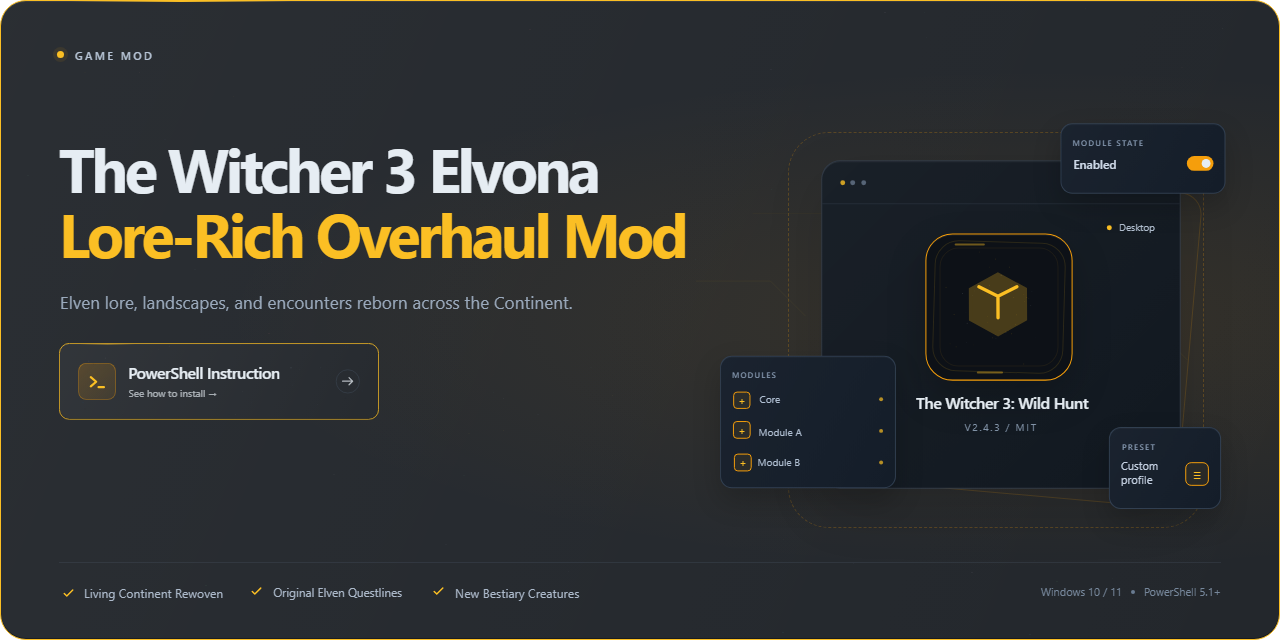 GAME MOD
The Witcher 3 Elvona
Lore-Rich Overhaul Mod
Elven lore, landscapes, and encounters reborn across the Continent.
PowerShell Instruction
See how to install →
MODULE STATE
Enabled
Desktop
MODULES
Core
Module A
Module B
The Witcher 3: Wild Hunt
V2.4.3 / MIT
PRESET
Custom
profile
Living Continent Rewoven
Original Elven Questlines
New Bestiary Creatures
Windows 10 / 11 • PowerShell 5.1+